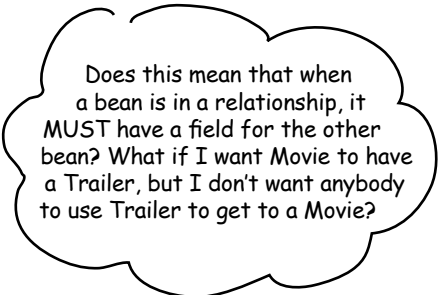 Does this mean that when
a bean is in a relationship, it
MUST have a field for the other
bean? What if I want Movie to have
a Trailer, but I don't want anybody
to use Trailer to get to a Movie?